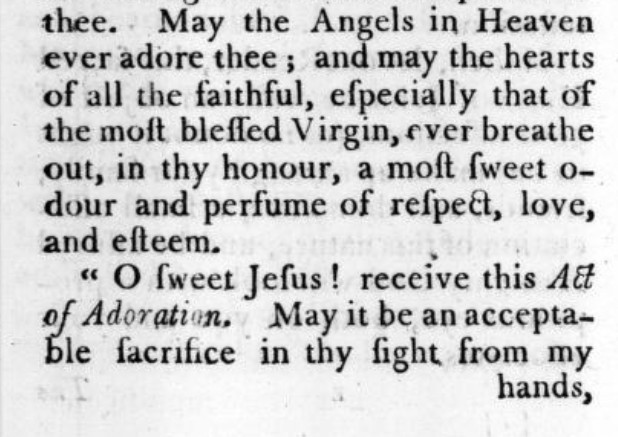 thee. May the Angels in Heaven
ever adore thee ; and may the hearts
of all the faithful, eſpecially that of
the moſt bleſſed Virgin, ever breathe
out, in thy honour, a moſt ſweet o-
dour and perfume of reſpect, love,
and eſteem.
“ O ſweet Jeſus ! receive this Act
of Adoration. May it be an accepta-
ble ſacrifice in thy ſight from my
hands,